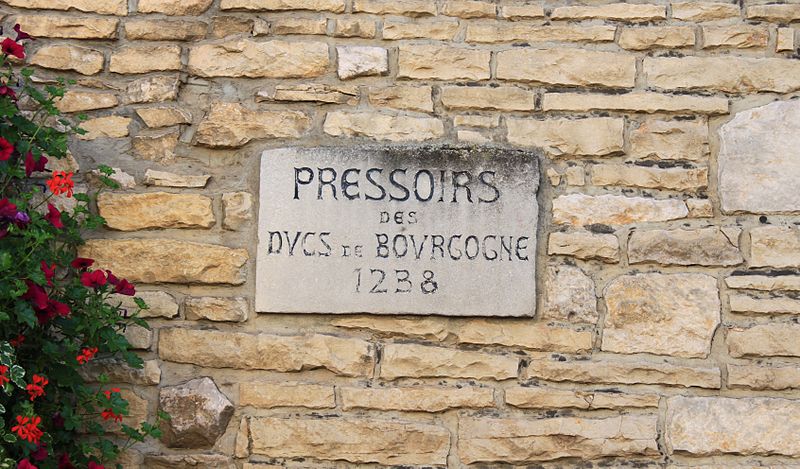 PRESSOIRS
DES
DVCS DE BOVRGOGNE
1238